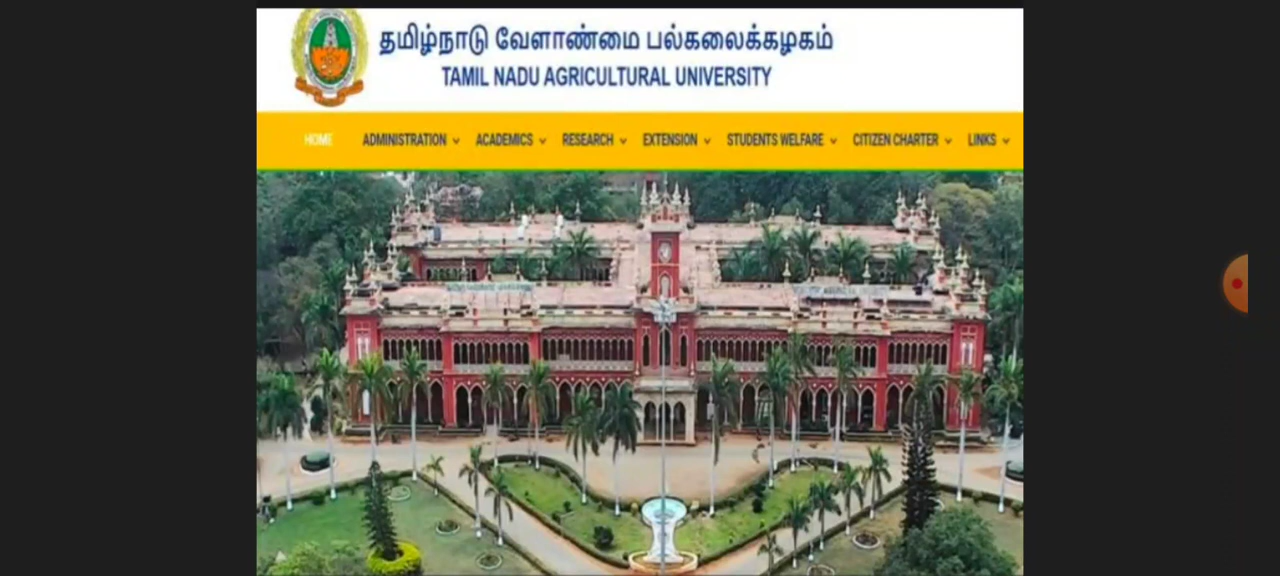 தமிழ்நாடு வேளாண்மை பல்கலைக்கழகம்
TAMIL NADU AGRICULTURAL UNIVERSITY
HOME ADMINISTRATION ACADEMICS RESEARCH EXTENSION STUDENTS WELFARE CITIZEN CHARTER LINKS